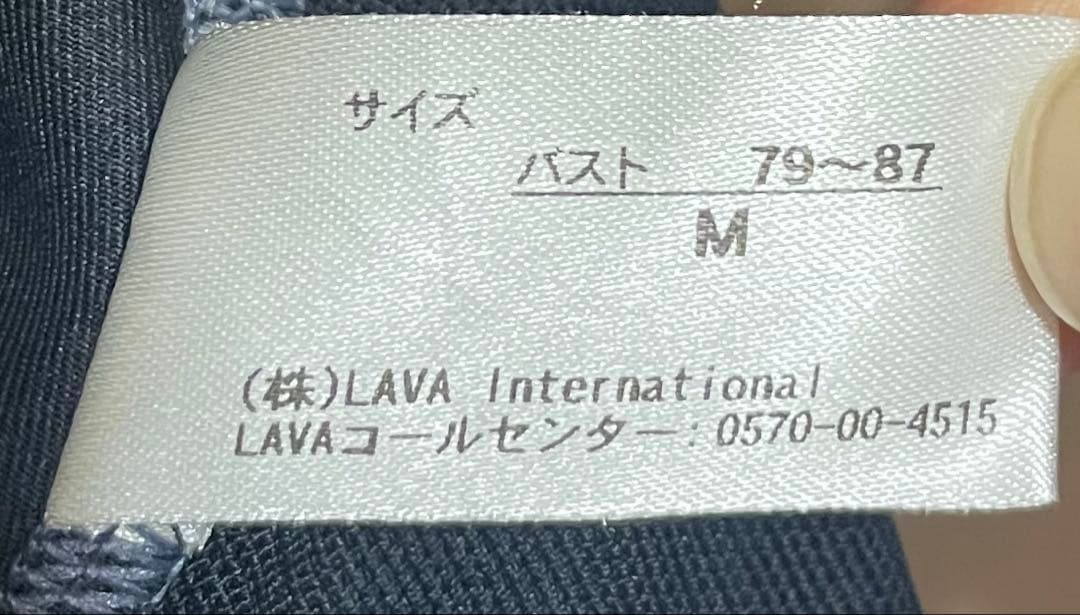 サイズ
バスト 79～87
M
(株)LAVA International
LAVAコールセンター:0570-00-4515